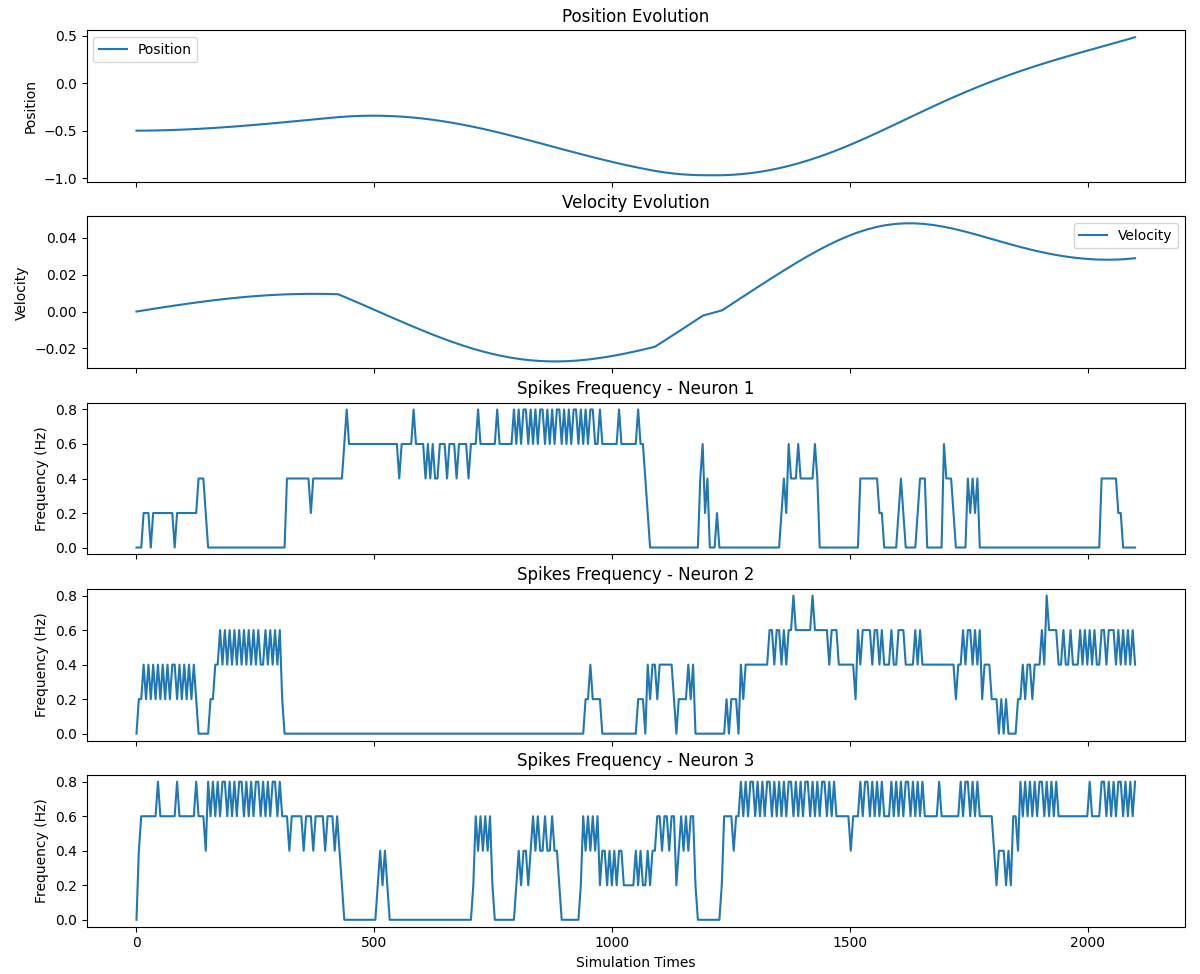 Position Evolution
Position
0.5
0.0
−0.5
−1.0
Position
Velocity Evolution
Velocity
0.04
0.02
0.00
−0.02
Velocity
Spikes Frequency - Neuron 1
0.8
0.6
0.4
0.2
0.0
Frequency (Hz)
Spikes Frequency - Neuron 2
0.8
0.6
0.4
0.2
0.0
Frequency (Hz)
Spikes Frequency - Neuron 3
0.8
0.6
0.4
0.2
0.0
Frequency (Hz)
0 500 1000 1500 2000
Simulation Times